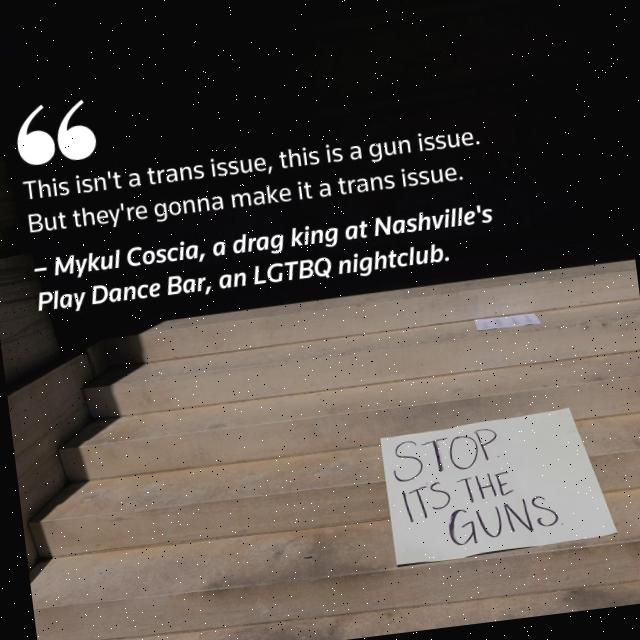 “
This isn't a trans issue, this is a gun issue.
But they're gonna make it a trans issue.
– Mykul Coscia, a drag king at Nashville's
Play Dance Bar, an LGTBQ nightclub.
STOP
ITS THE
GUNS